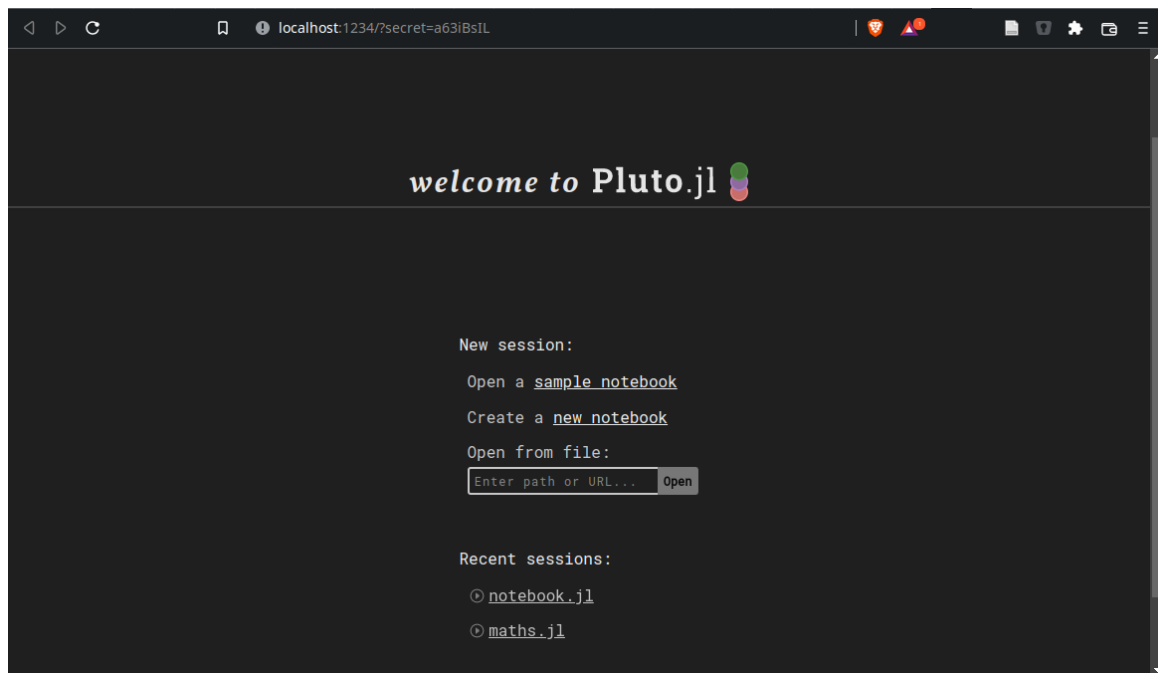 localhost:1234/?secret=a63iBsIL
welcome to Pluto.jl
New session:
Open a sample notebook
Create a new notebook
Open from file:
Enter path or URL... Open
Recent sessions:
notebook.jl
maths.jl